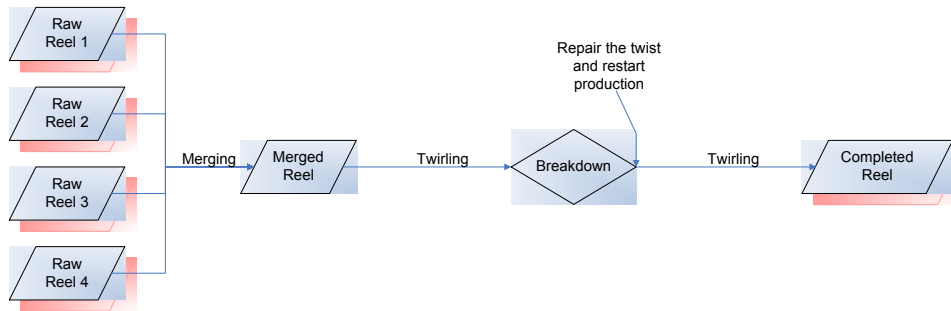 Raw
Reel 1
Raw
Reel 2
Raw
Reel 3
Raw
Reel 4
Merging
Merged
Reel
Twirling
Repair the twist
and restart
production
Breakdown
Twirling
Completed
Reel